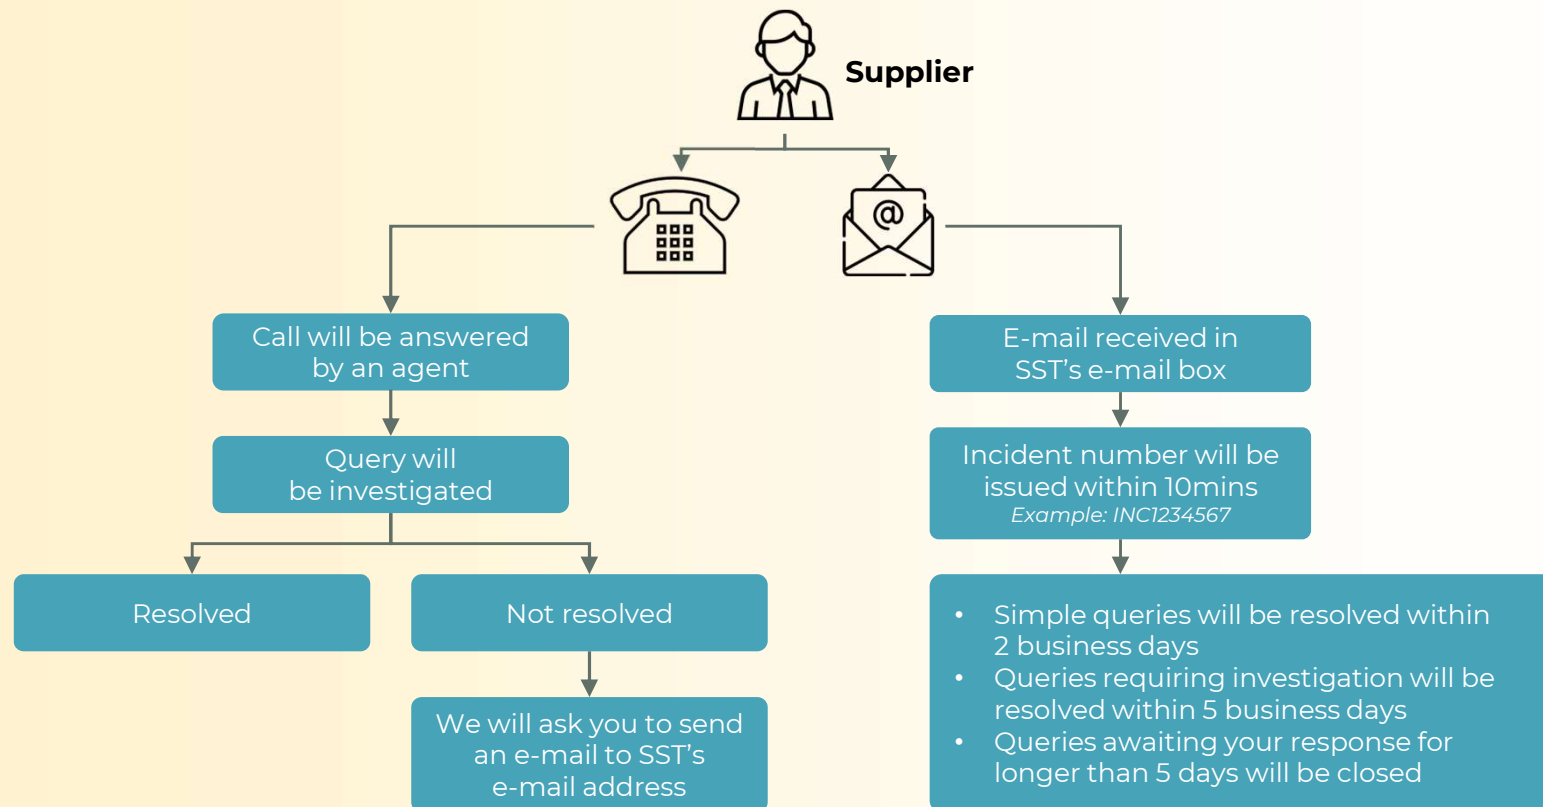 Supplier
@
Call will be answered
by an agent
Query will
be investigated
Resolved
Not resolved
We will ask you to send
an e-mail to SST’s
e-mail address
E-mail received in
SST’s e-mail box
Incident number will be
issued within 10mins
Example: INC1234567
• Simple queries will be resolved within
2 business days
• Queries requiring investigation will be
resolved within 5 business days
• Queries awaiting your response for
longer than 5 days will be closed